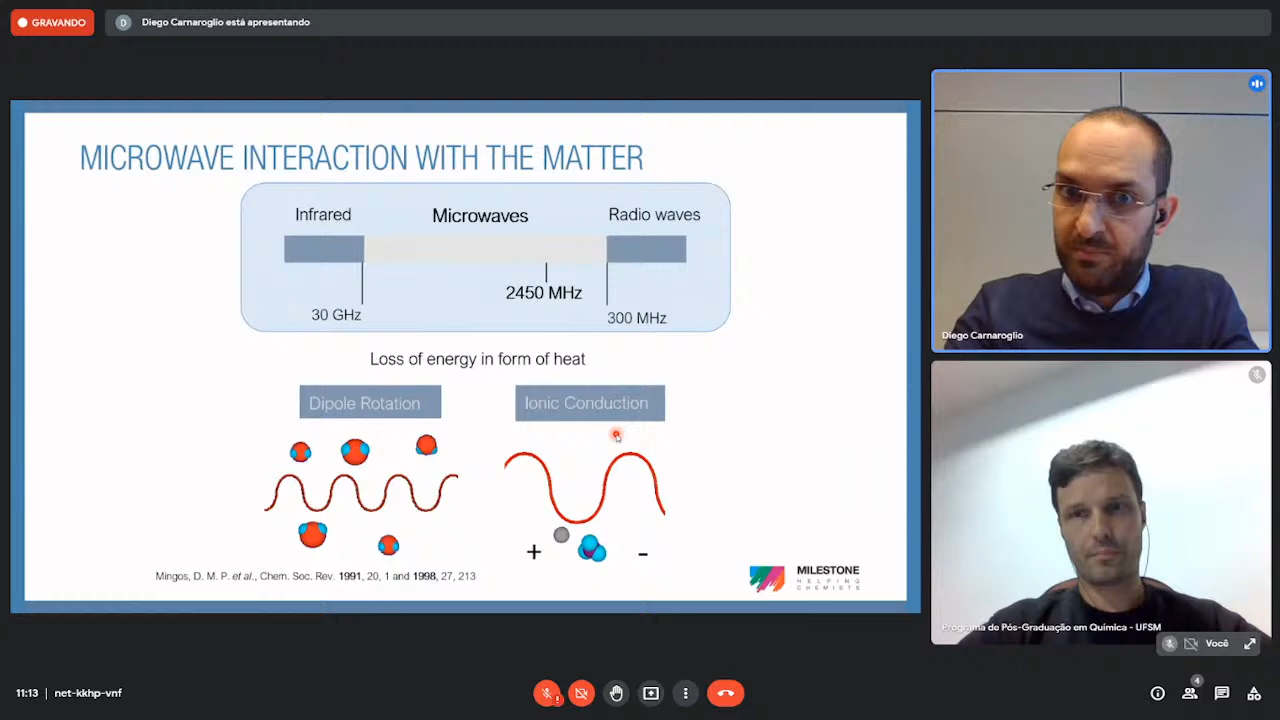 GRAVANDO
D
Diego Carnaroglio está apresentando
MICROWAVE INTERACTION WITH THE MATTER
Infrared
Microwaves
Radio waves
2450 MHz
30 GHz
300 MHz
Loss of energy in form of heat
Dipole Rotation
Ionic Conduction
+
-
Mingos, D. M. P. et al., Chem. Soc. Rev. 1991, 20, 1 and 1998, 27, 213
MILESTONE
HELPING
CHEMISTS
Diego Carnaroglio
Programa de Pós-Graduação em Química - UFSM
Você
11:13 | net-kkhp-vnf
4